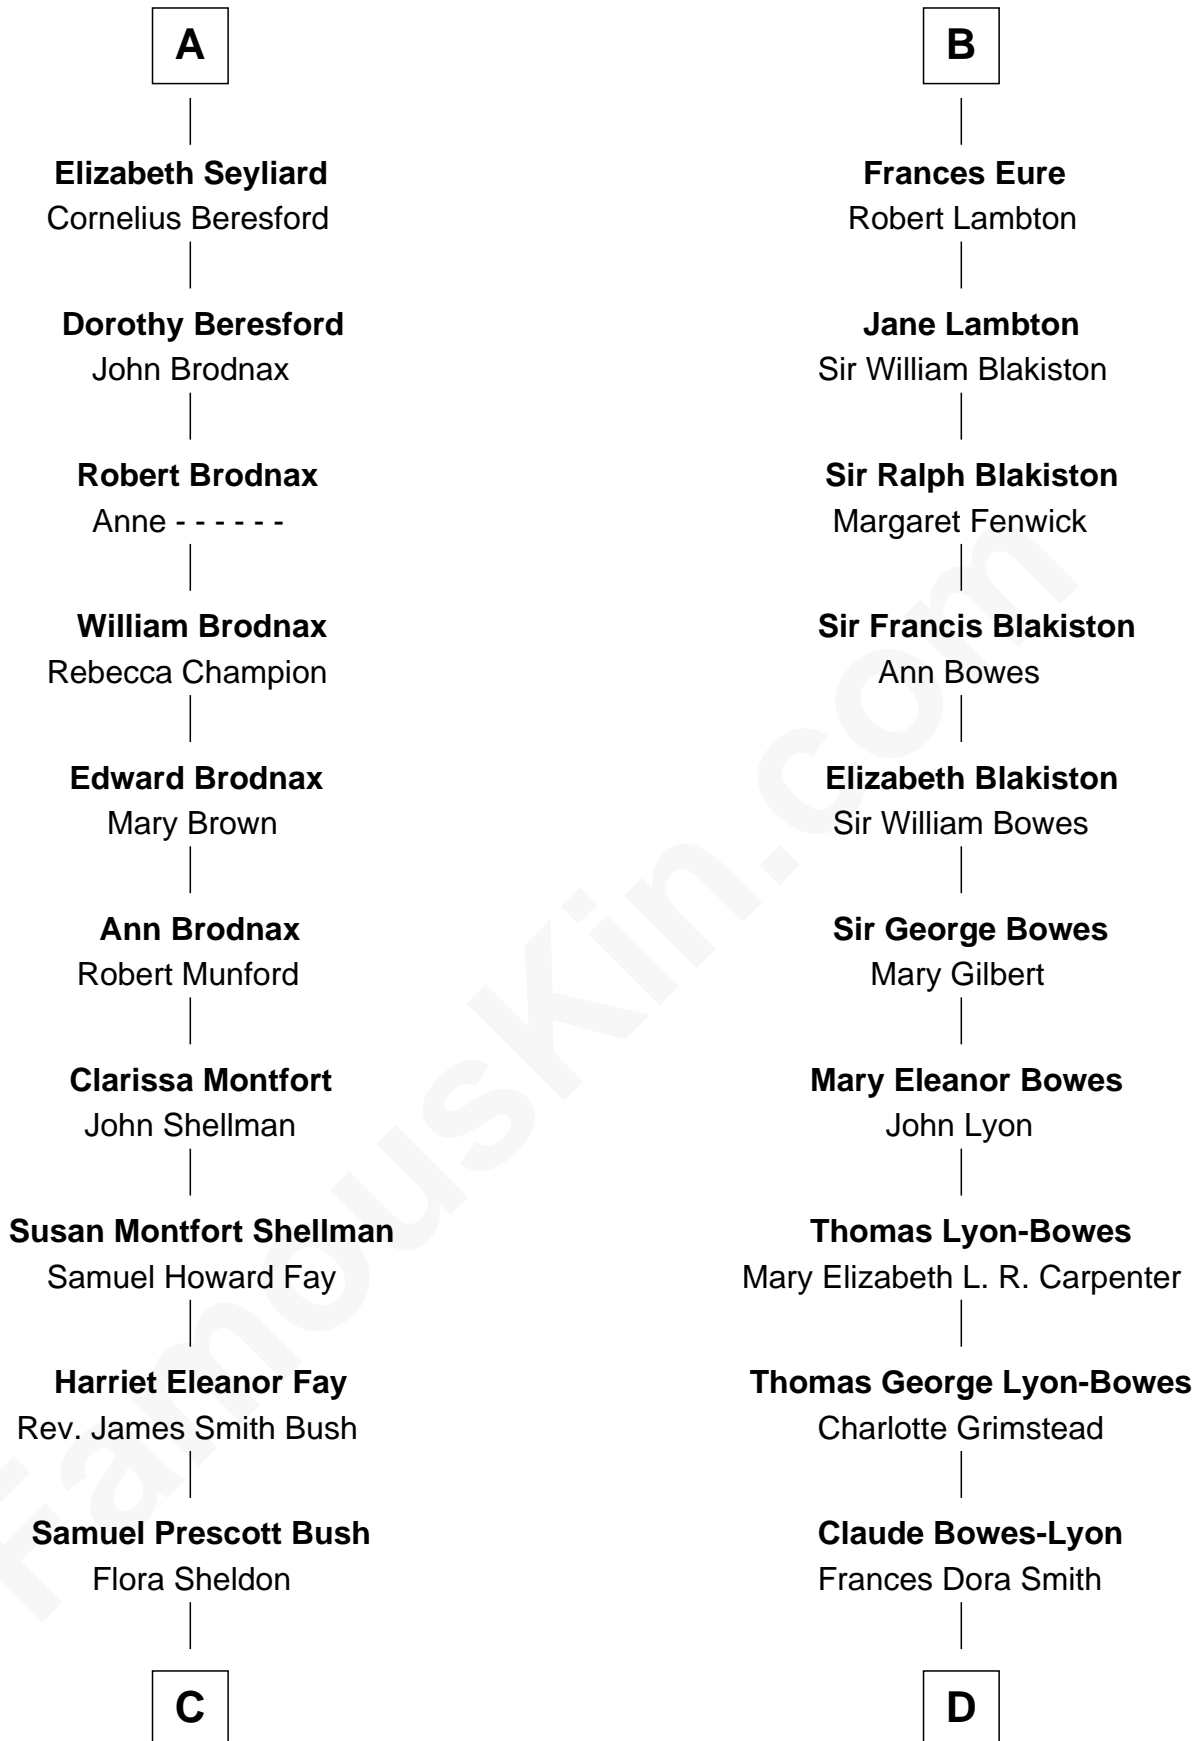 A
Elizabeth Seyliard
Cornelius Beresford
Dorothy Beresford
John Brodnax
Robert Brodnax
Anne - - - - - -
William Brodnax
Rebecca Champion
Edward Brodnax
Mary Brown
Ann Brodnax
Robert Munford
Clarissa Montfort
John Shellman
Susan Montfort Shellman
Samuel Howard Fay
Harriet Eleanor Fay
Rev. James Smith Bush
Samuel Prescott Bush
Flora Sheldon
C
B
Frances Eure
Robert Lambton
Jane Lambton
Sir William Blakiston
Sir Ralph Blakiston
Margaret Fenwick
Sir Francis Blakiston
Ann Bowes
Elizabeth Blakiston
Sir William Bowes
Sir George Bowes
Mary Gilbert
Mary Eleanor Bowes
John Lyon
Thomas Lyon-Bowes
Mary Elizabeth L. R. Carpenter
Thomas George Lyon-Bowes
Charlotte Grimstead
Claude Bowes-Lyon
Frances Dora Smith
D
FamousKin.com